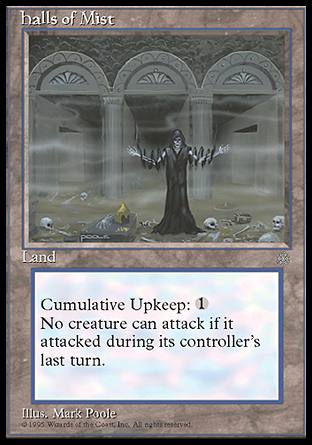 Halls of Mist
POOLE
Land
Cumulative Upkeep: 1
No creature can attack if it
attacked during its controller's
last turn.
Illus. Mark Poole
© 1995 Wizards of the Coast, Inc. All rights reserved.